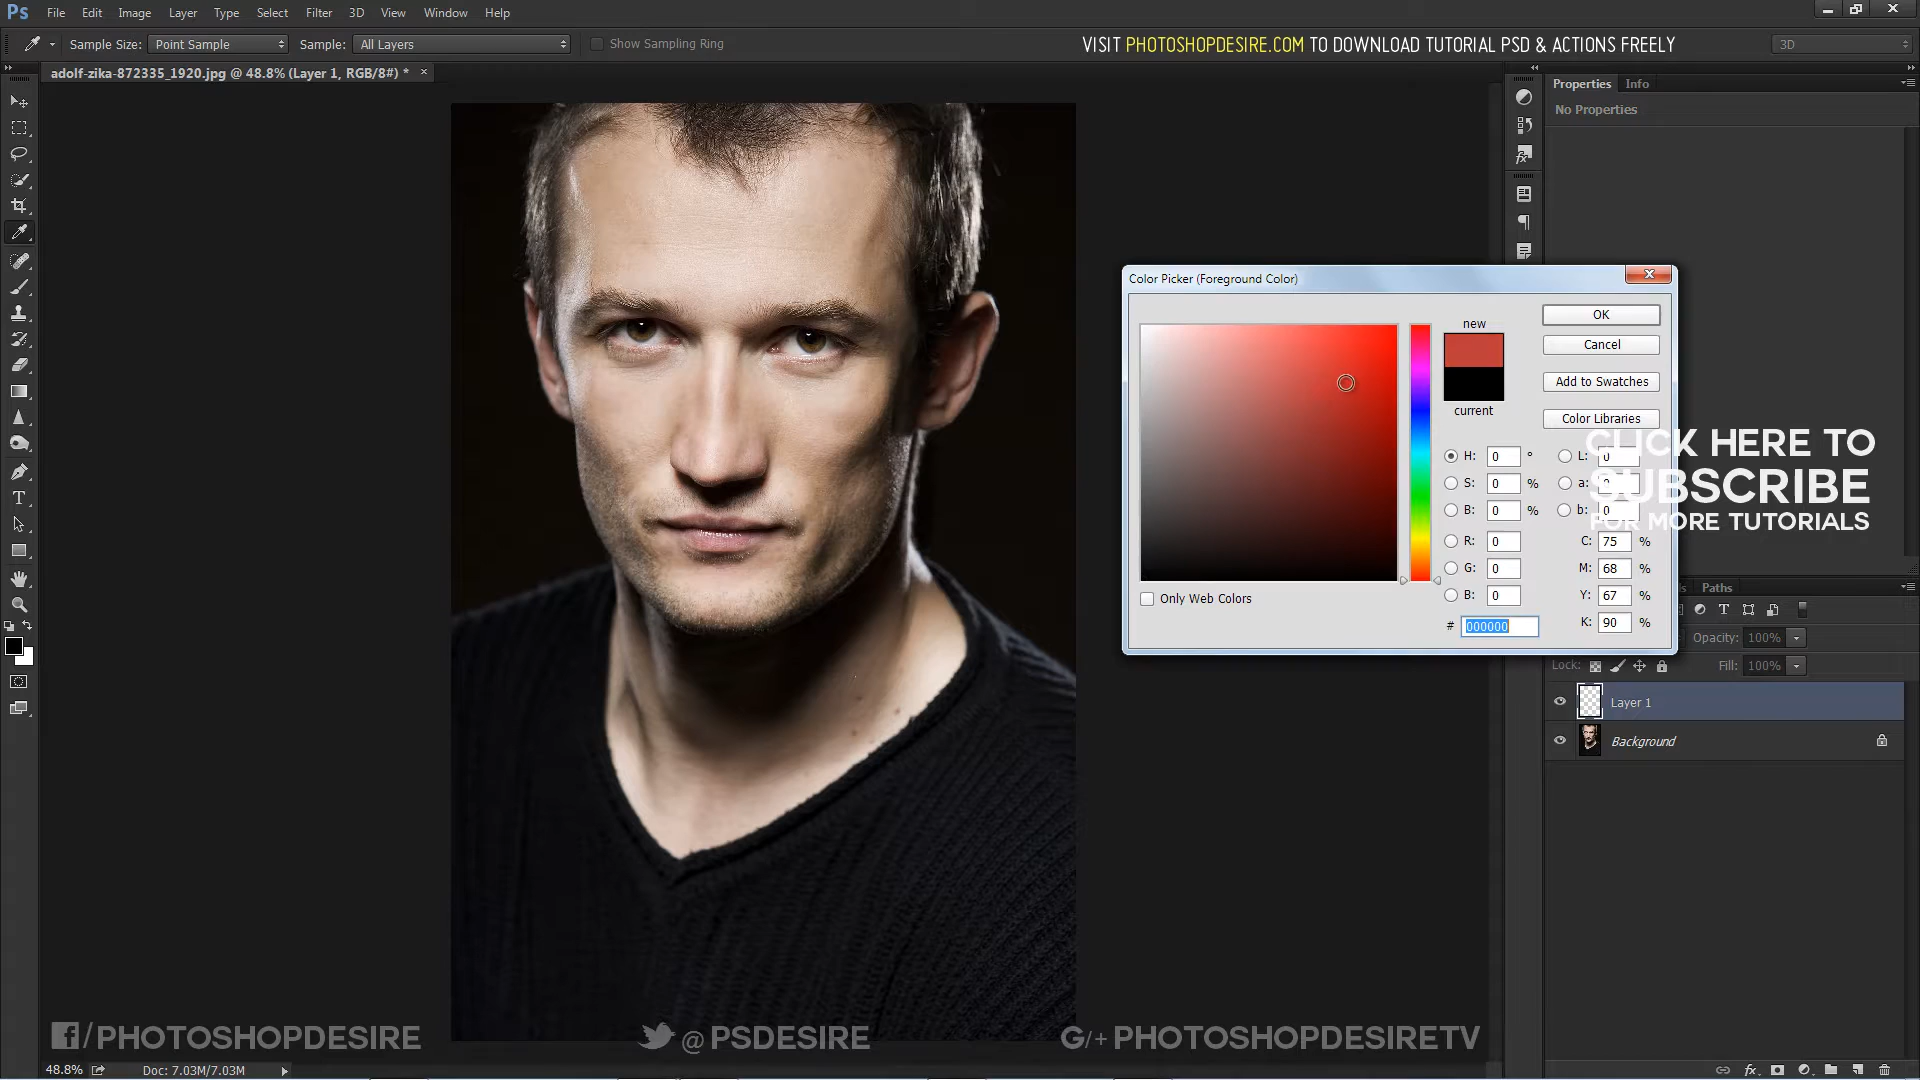 Ps File Edit Image Layer Type Select Filter 3D View Window Help
Sample Size: Point Sample Sample: All Layers Show Sampling Ring
VISIT PHOTOSHOPDESIRE.COM TO DOWNLOAD TUTORIAL PSD & ACTIONS FREELY
3D
adolf-zika-872335_1920.jpg @ 48.8% (Layer 1, RGB/8#) *
Properties Info
No Properties
Color Picker (Foreground Color)
new
current
OK
Cancel
Add to Swatches
Color Libraries
CLICK HERE TO
SUBSCRIBE
FOR MORE TUTORIALS
H: 0 ° L: 0
S: 0 % a: 0
B: 0 % b: 0
R: 0 C: 75 %
G: 0 M: 68 %
B: 0 Y: 67 %
# 000000 K: 90 %
Only Web Colors
Paths
Opacity: 100%
Lock: Fill: 100%
Layer 1
Background
f/PHOTOSHOPDESIRE
@PSDESIRE
G/+PHOTOSHOPDESIRETV
48.8% Doc: 7.03M/7.03M